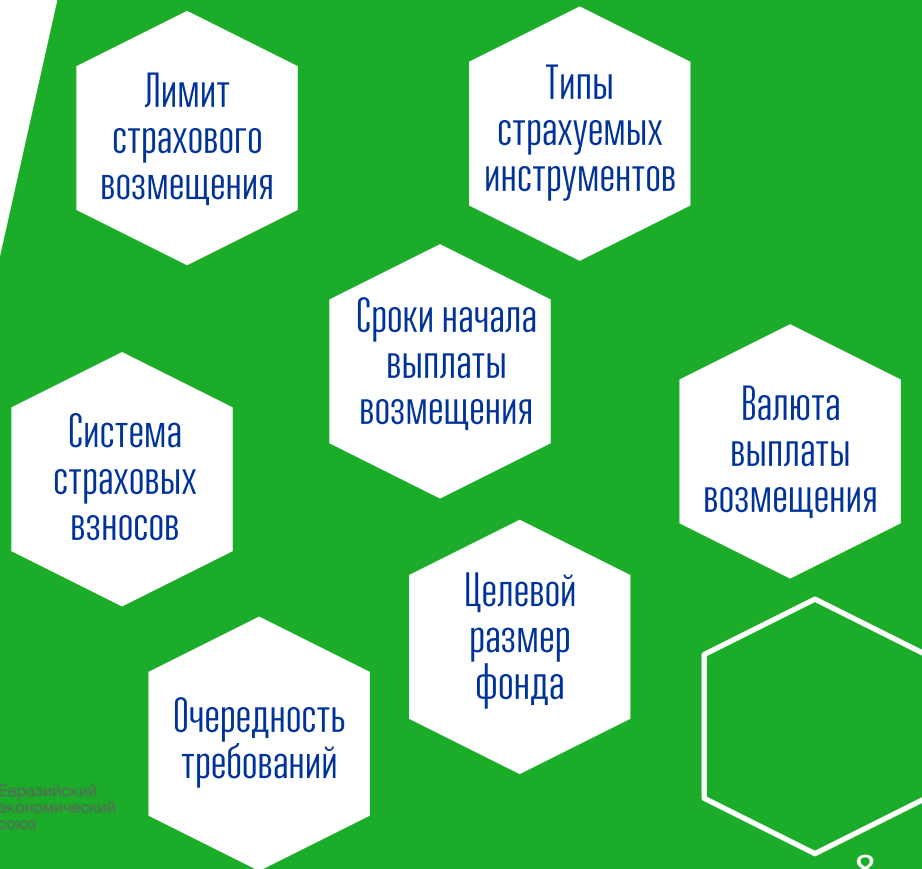 Лимит
страхового
возмещения
Типы
страхуемых
инструментов
Сроки начала
выплаты
возмещения
Валюта
выплаты
возмещения
Система
страховых
взносов
Целевой
размер
фонда
Очередность
требований
Евразийский
экономический
союз